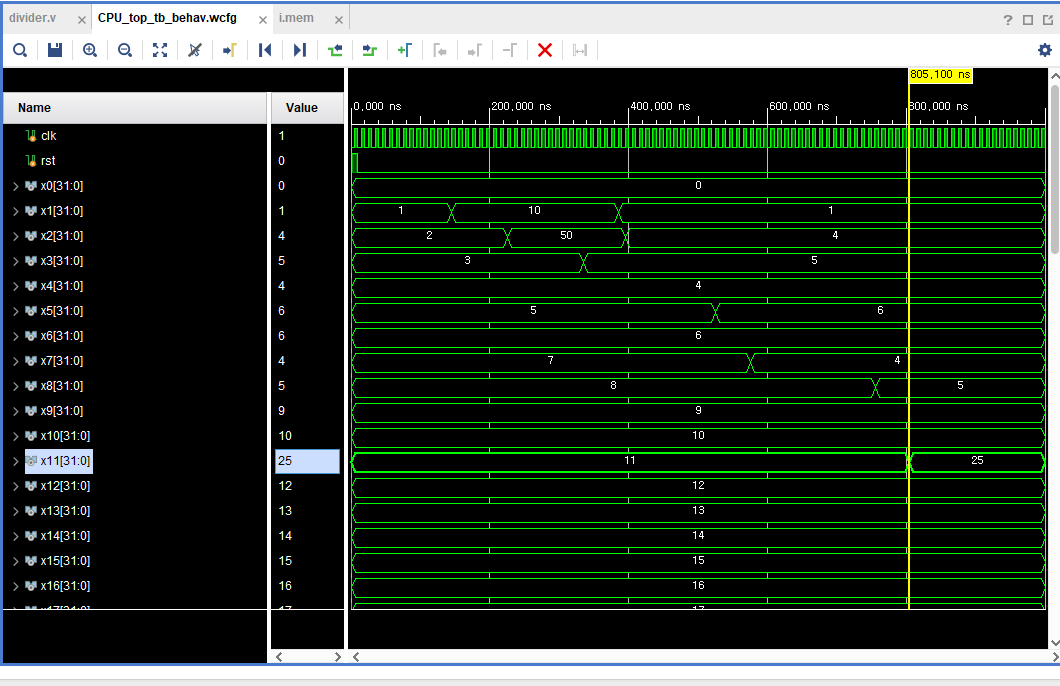 divider.v × CPU_top_tb_behav.wcfg × i.mem × ?
805,100 ns
Name Value 0,000 ns 200,000 ns 400,000 ns 600,000 ns 800,000 ns
clk 1
rst 0
x0[31:0] 0 0
x1[31:0] 1 1 10 1
x2[31:0] 4 2 50 4
x3[31:0] 5 3 5
x4[31:0] 4 4
x5[31:0] 6 5 6
x6[31:0] 6 6
x7[31:0] 4 7 4
x8[31:0] 5 8 5
x9[31:0] 9 9
x10[31:0] 10 10
x11[31:0] 25 11 25
x12[31:0] 12 12
x13[31:0] 13 13
x14[31:0] 14 14
x15[31:0] 15 15
x16[31:0] 16 16
x17[31:0] 17 17